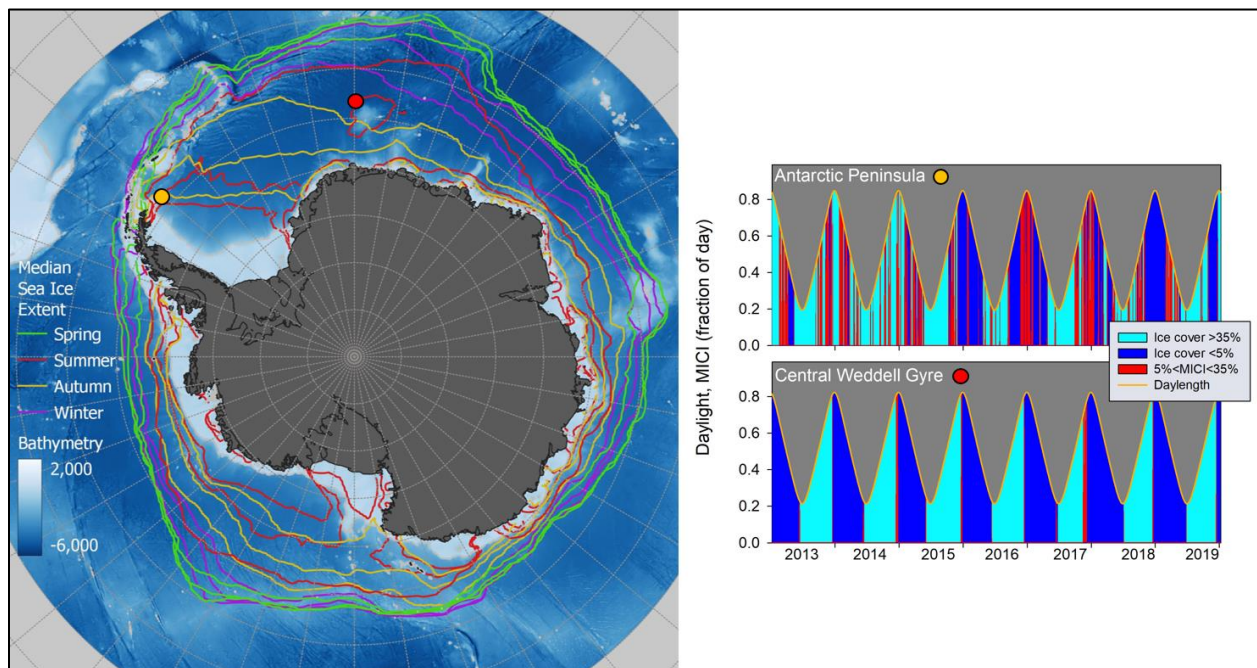 Median
Sea Ice
Extent
Spring
Summer
Autumn
Winter
Bathymetry
2,000
-6,000
Daylight, MICI (fraction of day)
Antarctic Peninsula
0.8
0.6
0.4
0.2
0.0
Ice cover >35%
Ice cover <5%
5%<MICI<35%
Daylength
Central Weddell Gyre
0.8
0.6
0.4
0.2
0.0
2013 2014 2015 2016 2017 2018 2019